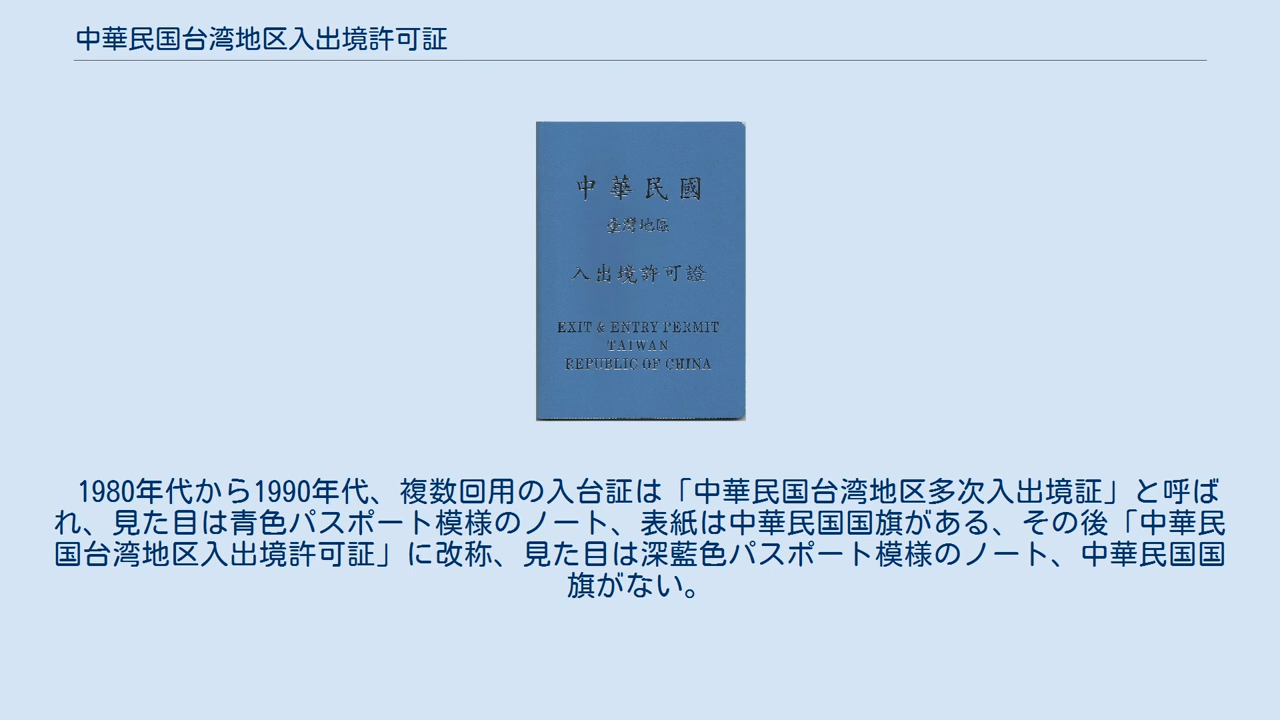 中華民国台湾地区入出境許可証
中華民國
臺灣地區
入出境許可證
EXIT & ENTRY PERMIT
TAIWAN
REPUBLIC OF CHINA
1980年代から1990年代、複数回用の入台証は「中華民国台湾地区多次入出境証」と呼ば
れ、見た目は青色パスポート模様のノート、表紙は中華民国国旗がある、その後「中華民
国台湾地区入出境許可証」に改称、見た目は深藍色パスポート模様のノート、中華民国国
旗がない。